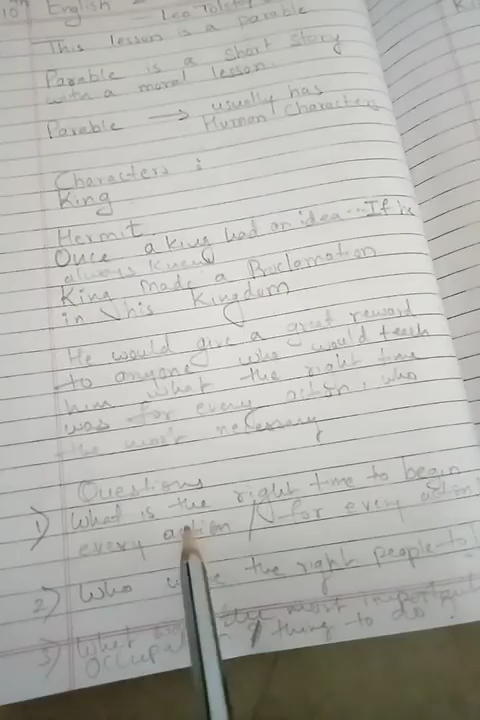 10th English - Leo Tolstoy
This lesson is a parable
Parable is a short story
with a moral lesson.
Parable → usually has
Human characters
Characters :
King
Hermit
Once a king had an idea... If he
always knew
King made a Proclamation
in his Kingdom
He would give a great reward
to anyone who would teach
him what the right time
was for every action, who
the most necessary
Questions
1) What is the right time to begin
every action / for every action
2) Who were the right people to
3) What the most important
thing to do